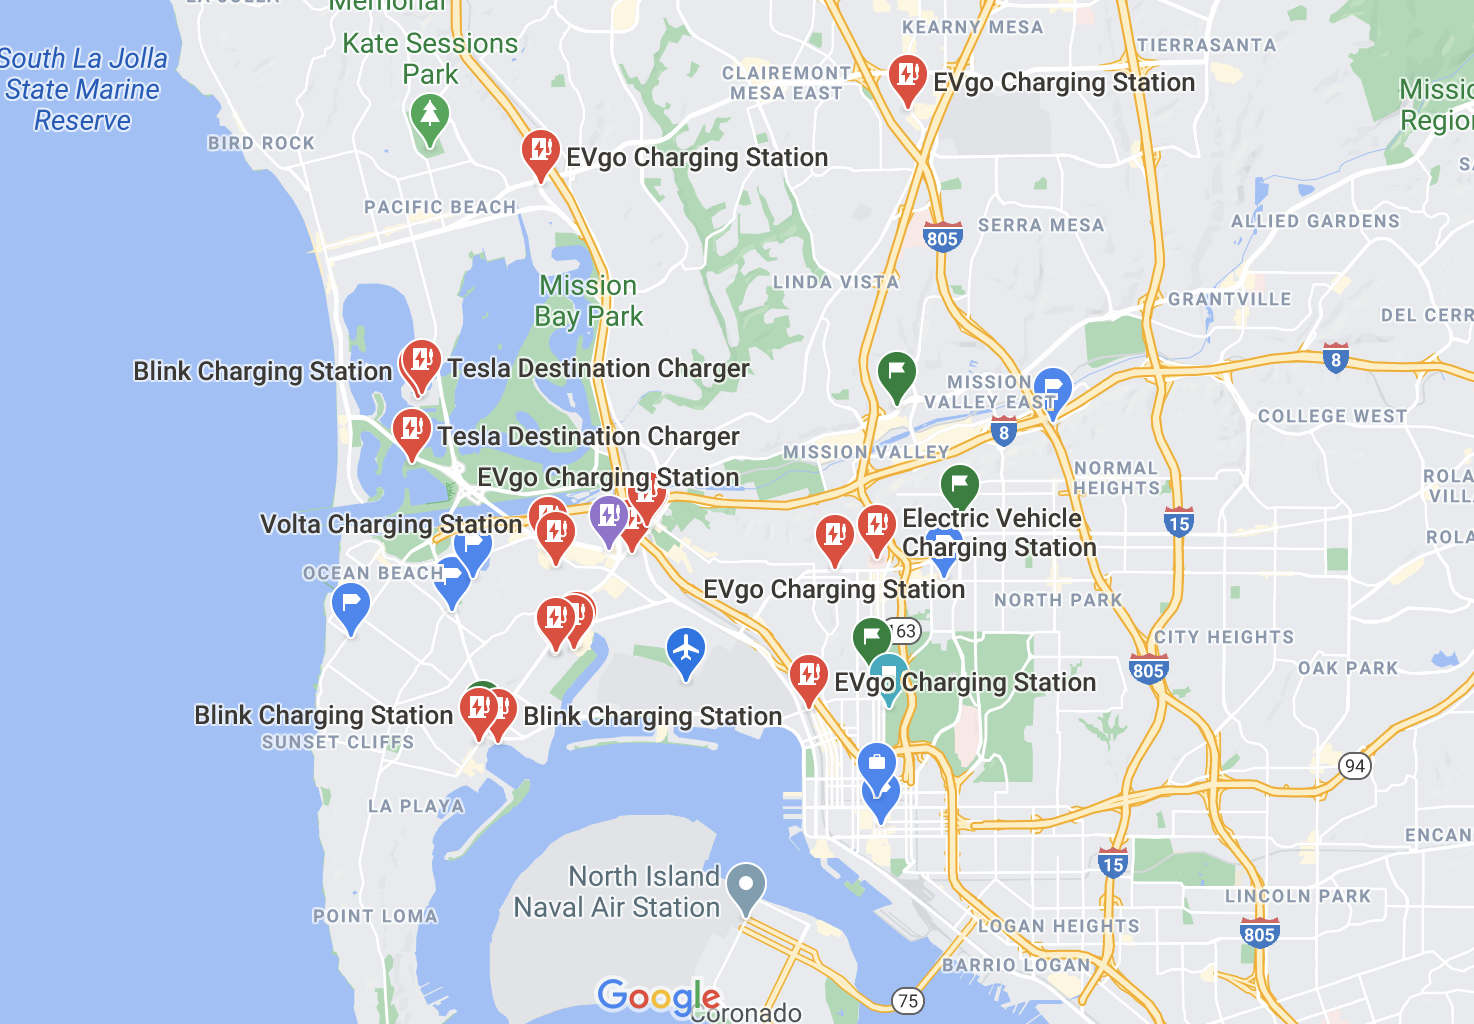 Memorial
Kate Sessions
Park
South La Jolla
State Marine
Reserve
BIRD ROCK
PACIFIC BEACH
CLAIREMONT
MESA EAST
KEARNY MESA
TIERRASANTA
EVgo Charging Station
EVgo Charging Station
805
SERRA MESA
ALLIED GARDENS
LINDA VISTA
GRANTVILLE
DEL CERR
Mission
Bay Park
8
Blink Charging Station
Tesla Destination Charger
MISSION
VALLEY EAST
8
COLLEGE WEST
Tesla Destination Charger
MISSION VALLEY
EVgo Charging Station
NORMAL
HEIGHTS
ROLA
VILL
Volta Charging Station
Electric Vehicle
Charging Station
15
ROLA
OCEAN BEACH
EVgo Charging Station
NORTH PARK
163
CITY HEIGHTS
OAK PARK
805
EVgo Charging Station
Blink Charging Station
Blink Charging Station
SUNSET CLIFFS
94
LA PLAYA
ENCAN
15
North Island
Naval Air Station
LINCOLN PARK
POINT LOMA
LOGAN HEIGHTS
805
BARRIO LOGAN
Google
75
Coronado